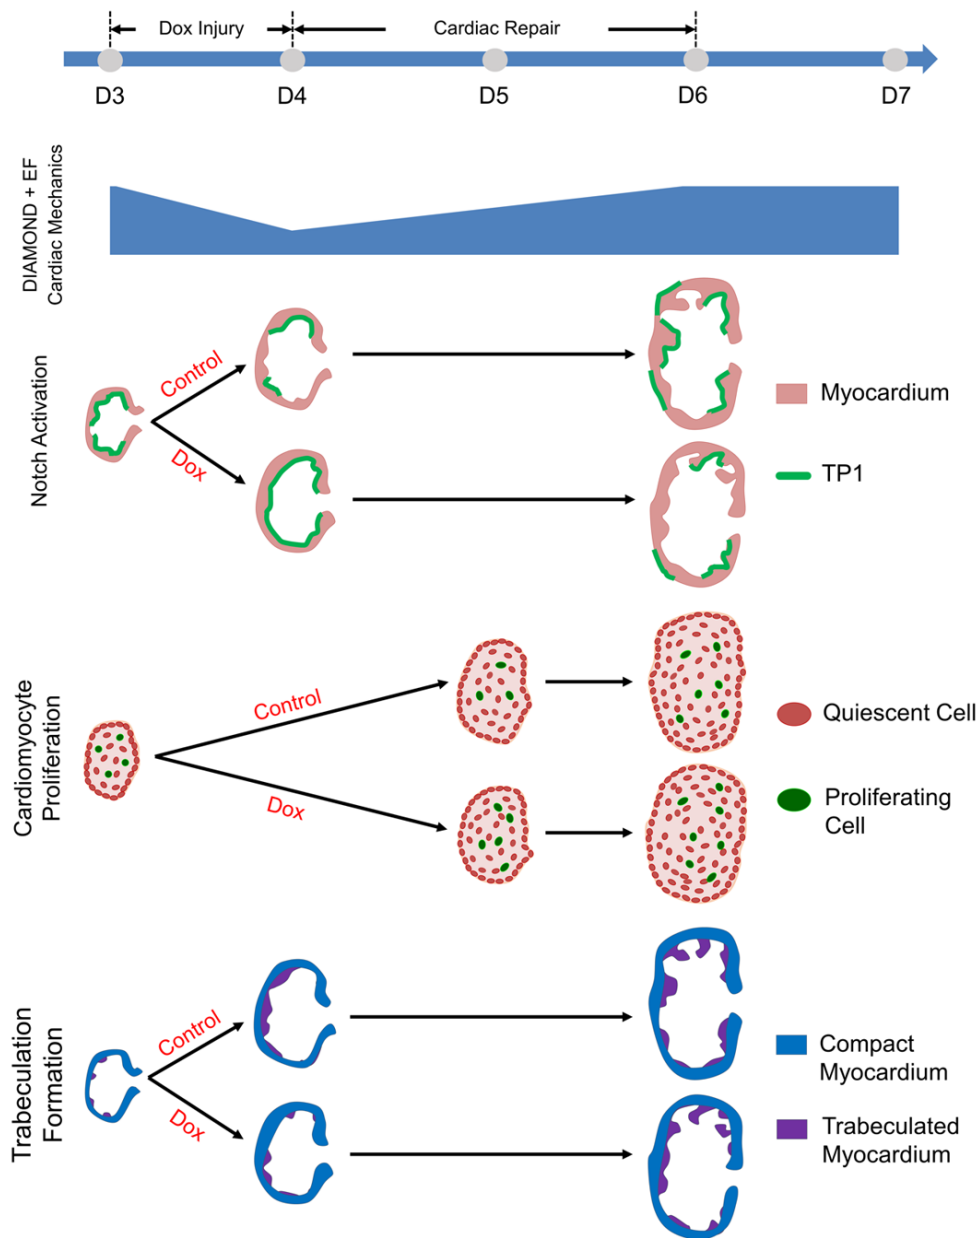 Dox Injury
Cardiac Repair
D3
D4
D5
D6
D7
DIAMOND + EF
Cardiac Mechanics
Notch Activation
Control
Dox
Myocardium
TP1
Cardiomyocyte
Proliferation
Control
Dox
Quiescent Cell
Proliferating
Cell
Trabeculation
Formation
Control
Dox
Compact
Myocardium
Trabeculated
Myocardium